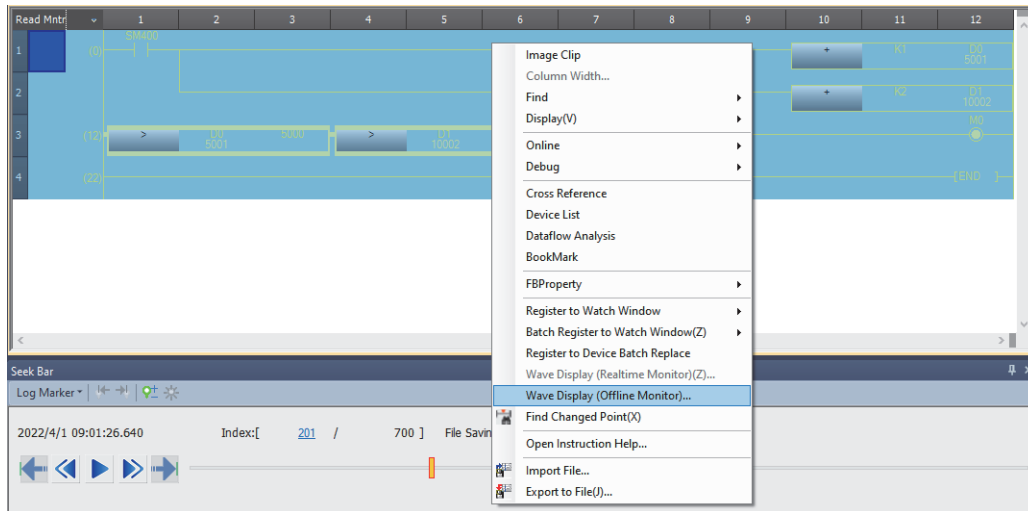 Read Mntr 1 2 3 4 5 6 7 8 9 10 11 12
1 (0) SM400 + K1 D0
5001
2 + K2 D1
10002
3 (12) > D0 5000 > D1 M0
5001 10002
4 (22) [END ]
Image Clip
Column Width...
Find
Display(V)
Online
Debug
Cross Reference
Device List
Dataflow Analysis
BookMark
FBProperty
Register to Watch Window
Batch Register to Watch Window(Z)
Register to Device Batch Replace
Wave Display (Realtime Monitor)(Z)...
Wave Display (Offline Monitor)...
Find Changed Point(X)
Open Instruction Help...
Import File...
Export to File(J)...
Seek Bar
Log Marker
2022/4/1 09:01:26.640 Index:[ 201 / 700 ] File Savin